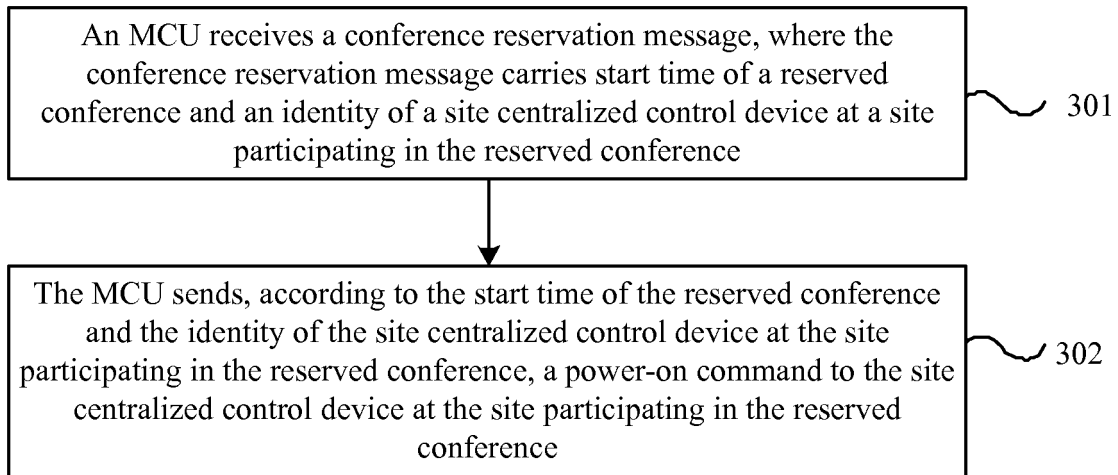 An MCU receives a conference reservation message, where the
conference reservation message carries start time of a reserved
conference and an identity of a site centralized control device at a site
participating in the reserved conference
301
The MCU sends, according to the start time of the reserved conference
and the identity of the site centralized control device at the site
participating in the reserved conference, a power-on command to the site
centralized control device at the site participating in the reserved
conference
302